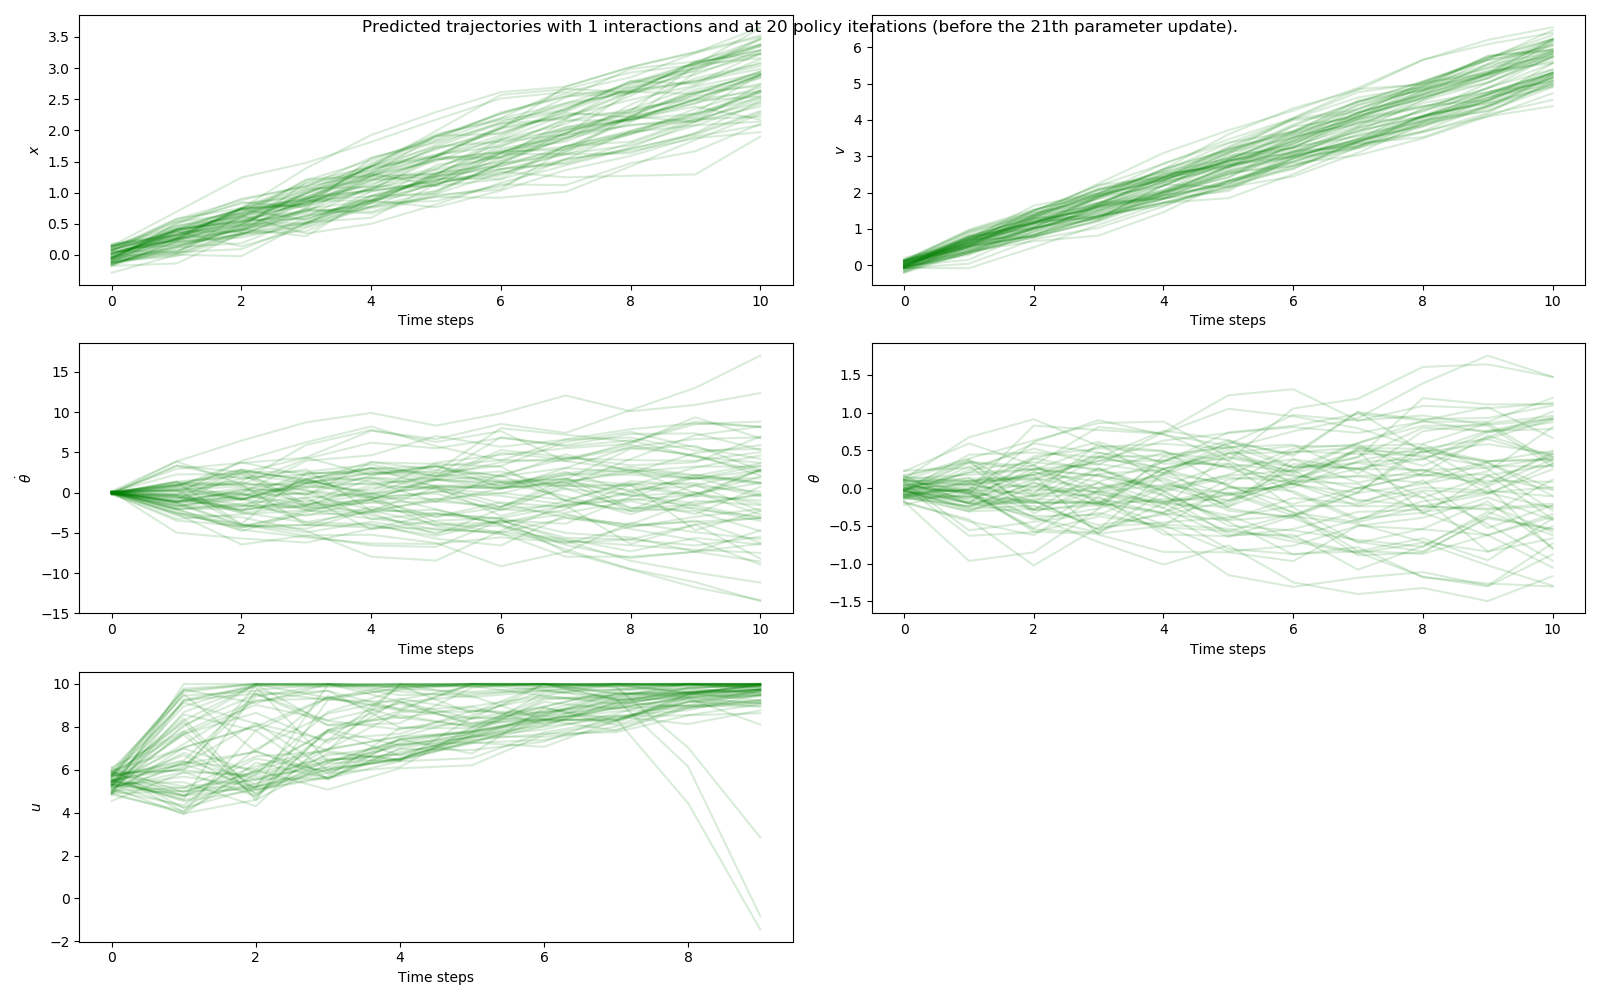 Predicted trajectories with 1 interactions and at 20 policy iterations (before the 21th parameter update).
3.5
3.0
2.5
2.0
1.5
1.0
0.5
0.0
x
0 2 4 6 8 10
Time steps
6
5
4
3
2
1
0
v
0 2 4 6 8 10
Time steps
15
10
5
0
−5
−10
−15
θ̇
0 2 4 6 8 10
Time steps
1.5
1.0
0.5
0.0
−0.5
−1.0
−1.5
θ
0 2 4 6 8 10
Time steps
10
8
6
4
2
0
−2
u
0 2 4 6 8
Time steps